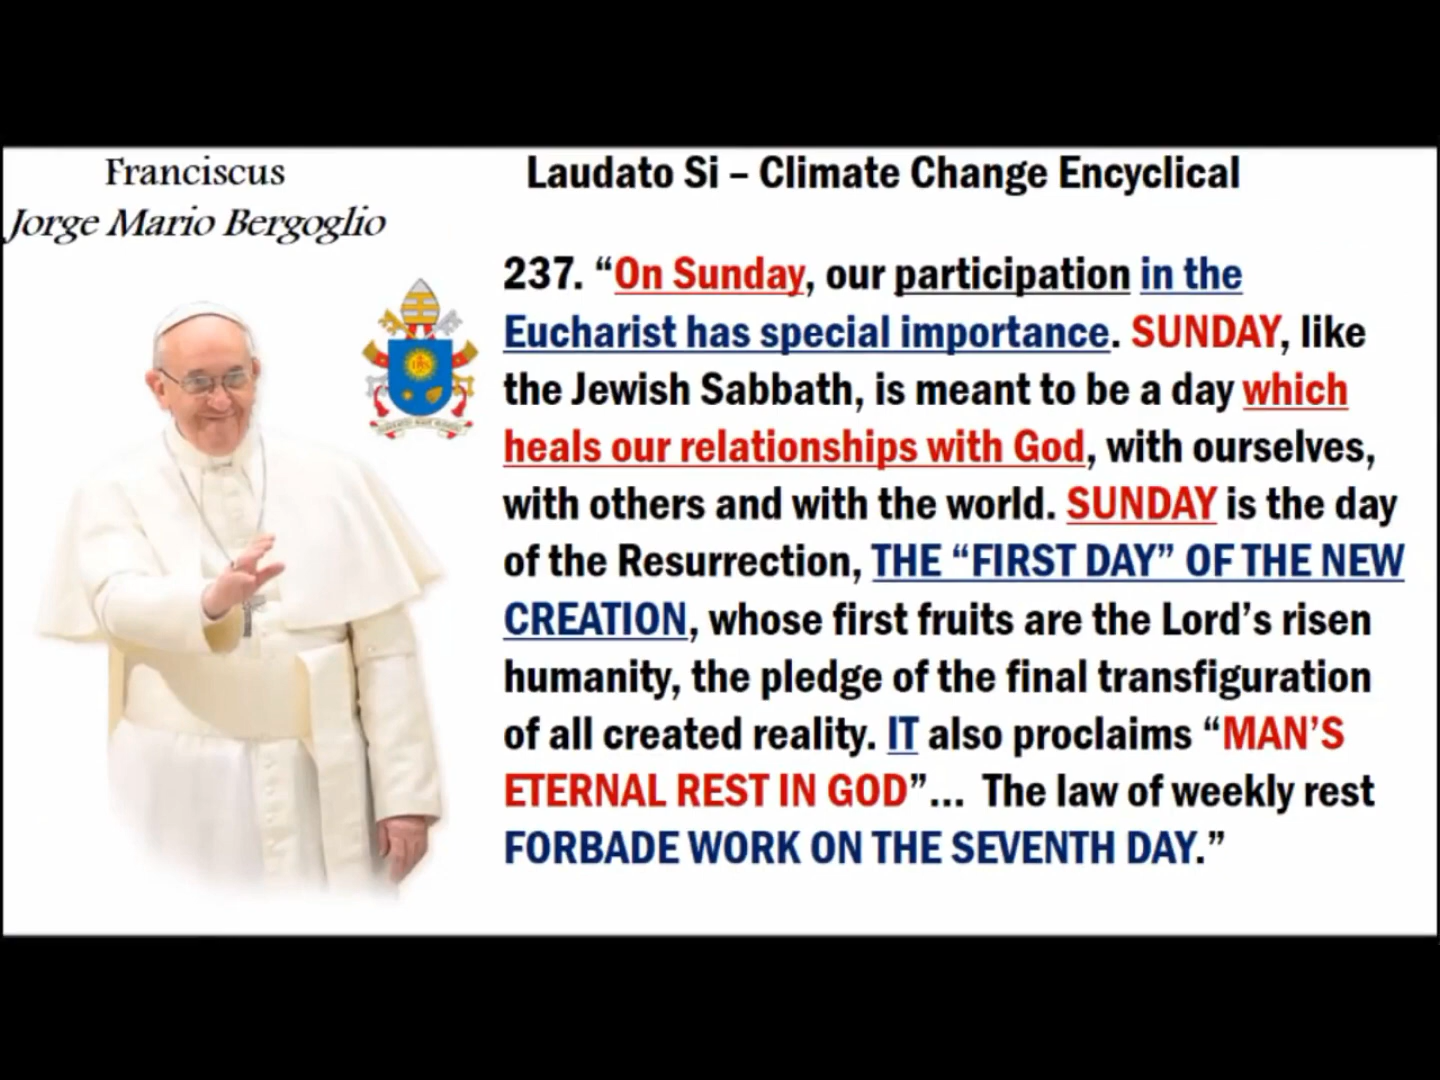 Franciscus
Jorge Mario Bergoglio
Laudato Si – Climate Change Encyclical
237. “On Sunday, our participation in the
Eucharist has special importance. SUNDAY, like
the Jewish Sabbath, is meant to be a day which
heals our relationships with God, with ourselves,
with others and with the world. SUNDAY is the day
of the Resurrection, THE “FIRST DAY” OF THE NEW
CREATION, whose first fruits are the Lord’s risen
humanity, the pledge of the final transfiguration
of all created reality. IT also proclaims “MAN’S
ETERNAL REST IN GOD”... The law of weekly rest
FORBADE WORK ON THE SEVENTH DAY.”